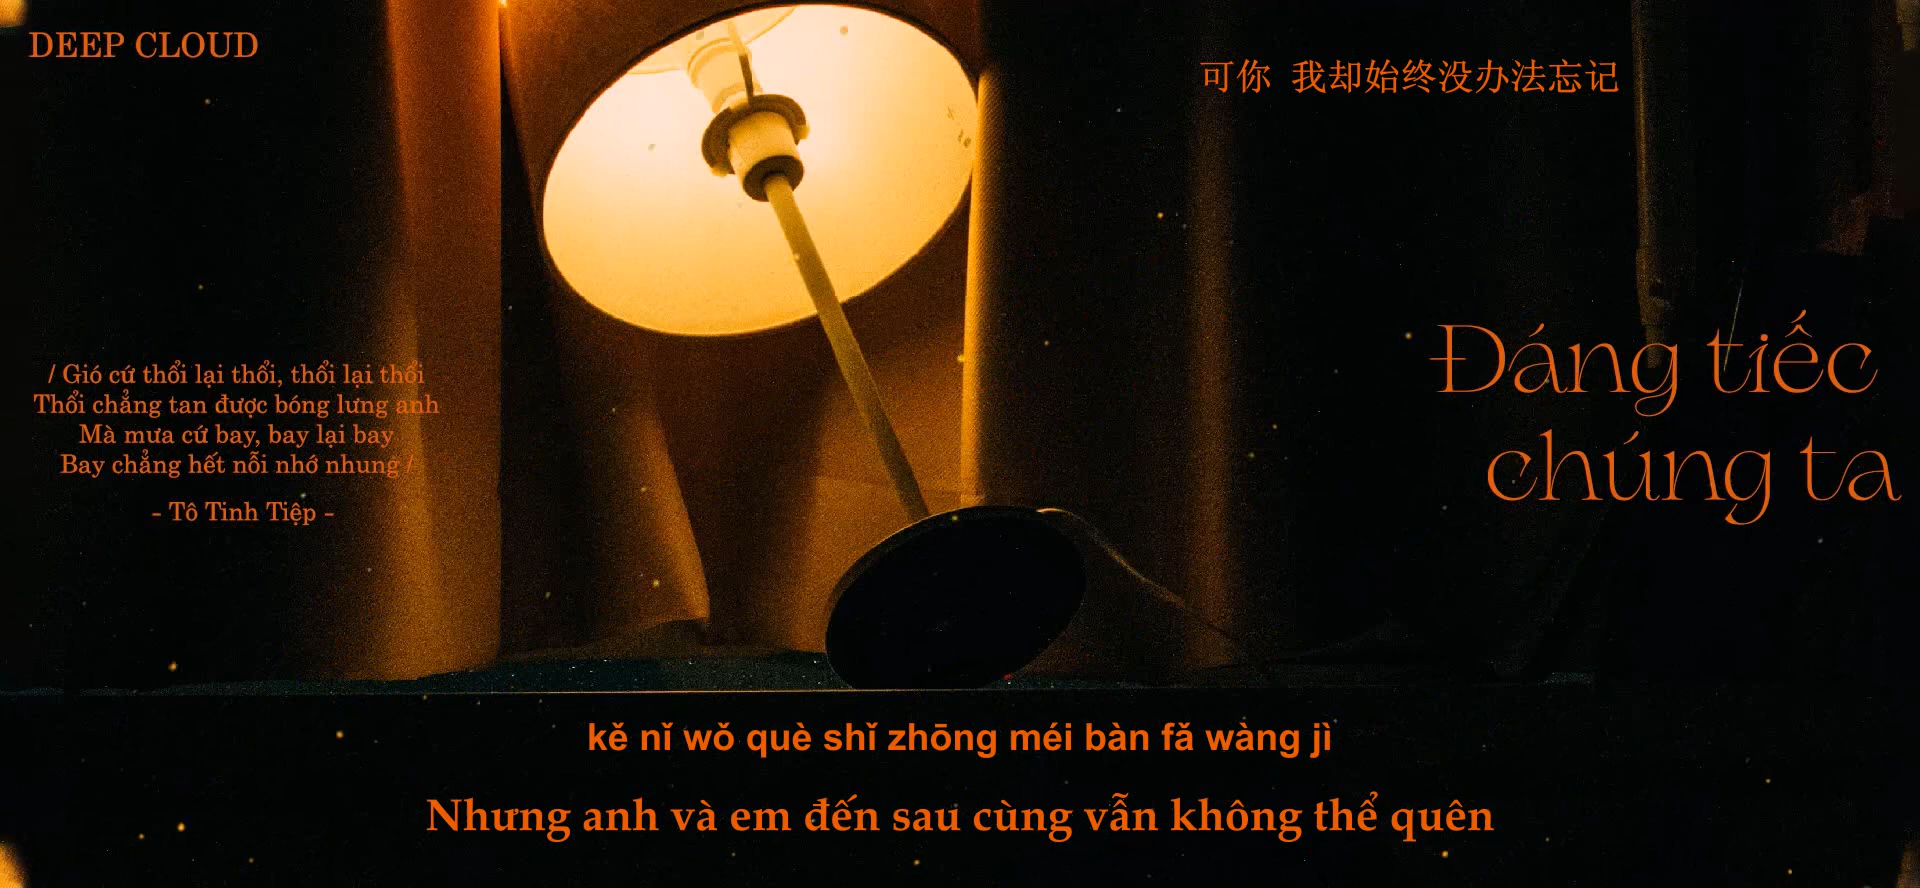 DEEP CLOUD
可你 我却始终没办法忘记
/ Gió cứ thổi lại thổi, thổi lại thổi
Thổi chẳng tan được bóng lưng anh
Mà mưa cứ bay, bay lại bay
Bay chẳng hết nỗi nhớ nhung /
- Tô Tinh Tiệp -
Đáng tiếc
chúng ta
kě nǐ wǒ què shǐ zhōng méi bàn fǎ wàng jì
Nhưng anh và em đến sau cùng vẫn không thể quên